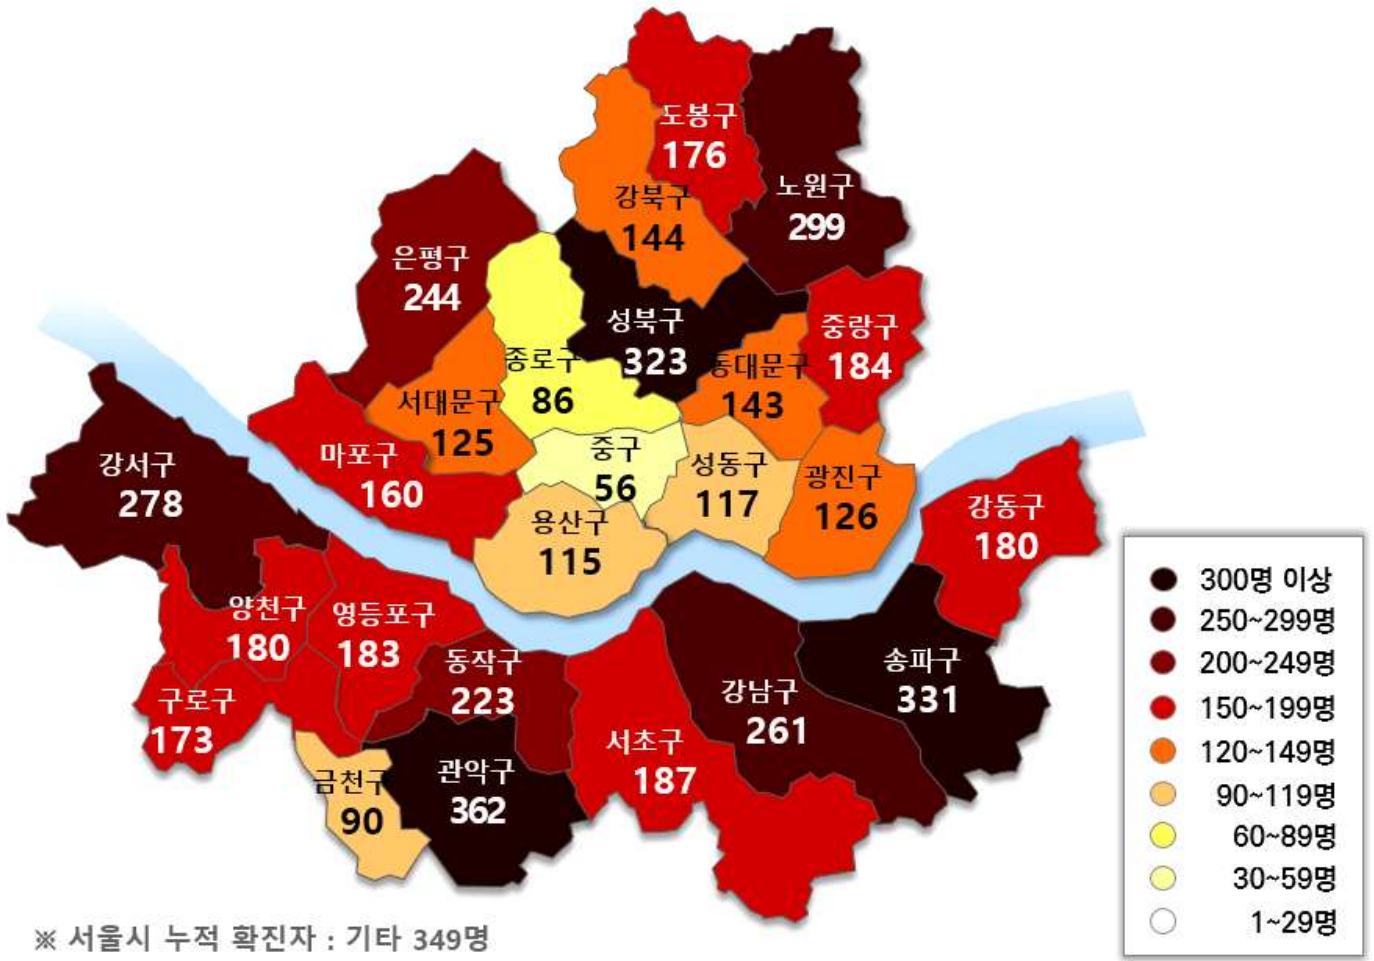 도봉구
176
노원구
299
강북구
144
은평구
244
성북구
323
중랑구
184
종로구
86
동대문구
143
서대문구
125
중구
56
성동구
117
광진구
126
마포구
160
강서구
278
용산구
115
강동구
180
양천구
180
영등포구
183
동작구
223
송파구
331
강남구
261
구로구
173
서초구
187
관악구
362
금천구
90
300명 이상
250~299명
200~249명
150~199명
120~149명
90~119명
60~89명
30~59명
1~29명
※ 서울시 누적 확진자 : 기타 349명